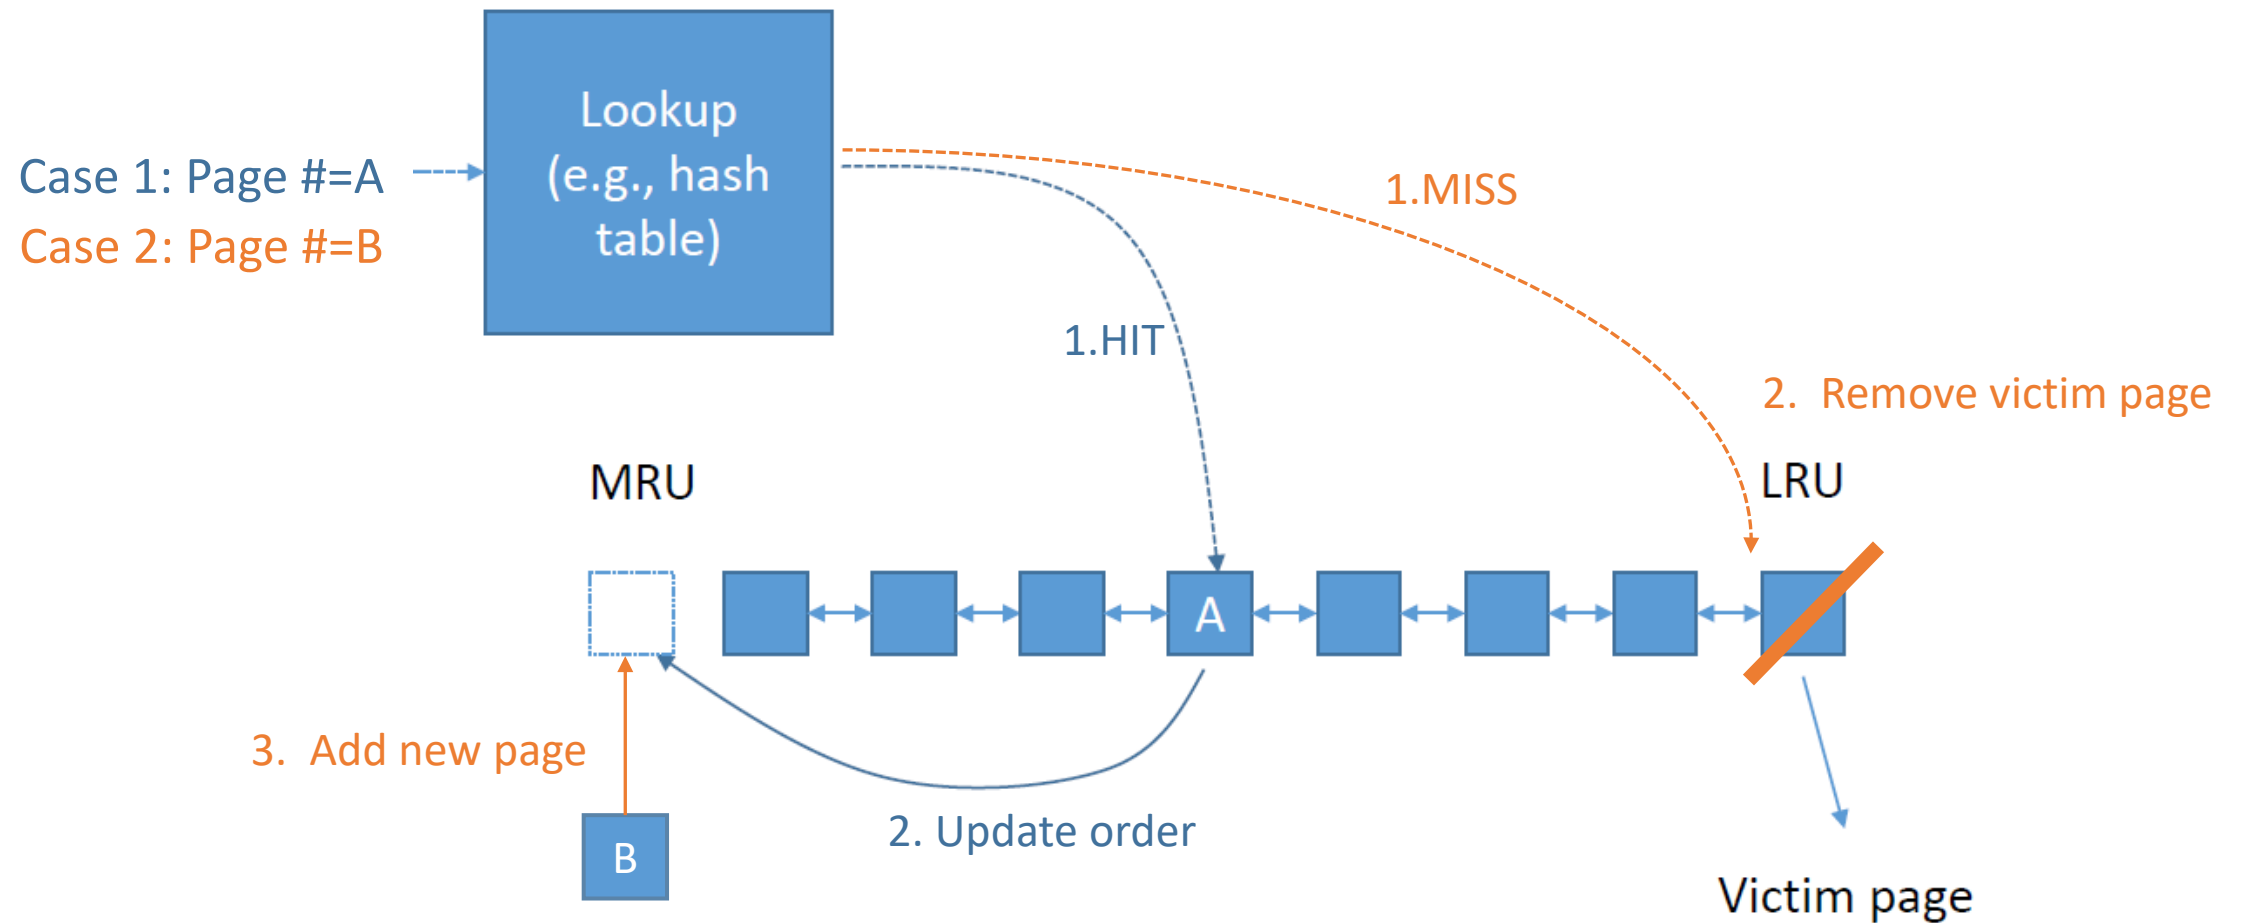 Lookup
(e.g., hash
table)
Case 1: Page #=A
Case 2: Page #=B
1.MISS
1.HIT
2. Remove victim page
MRU
LRU
A
3. Add new page
2. Update order
B
Victim page